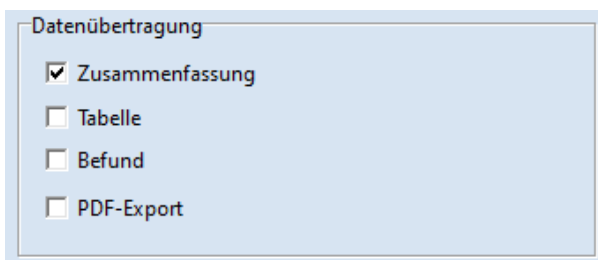 Datenübertragung
Zusammenfassung
Tabelle
Befund
PDF-Export